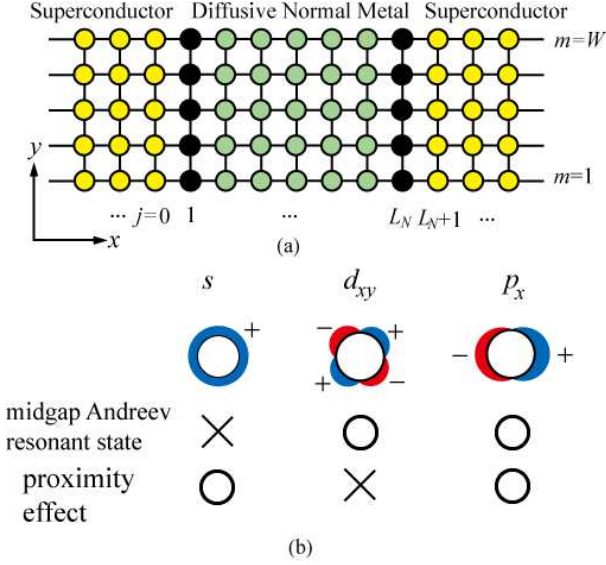 Superconductor Diffusive Normal Metal Superconductor
m=W
y
m=1
... j=0 1 ... L_N L_N+1 ...
x
(a)
s d_xy p_x
+ − + + − − +
midgap Andreev
resonant state
proximity
effect
(b)